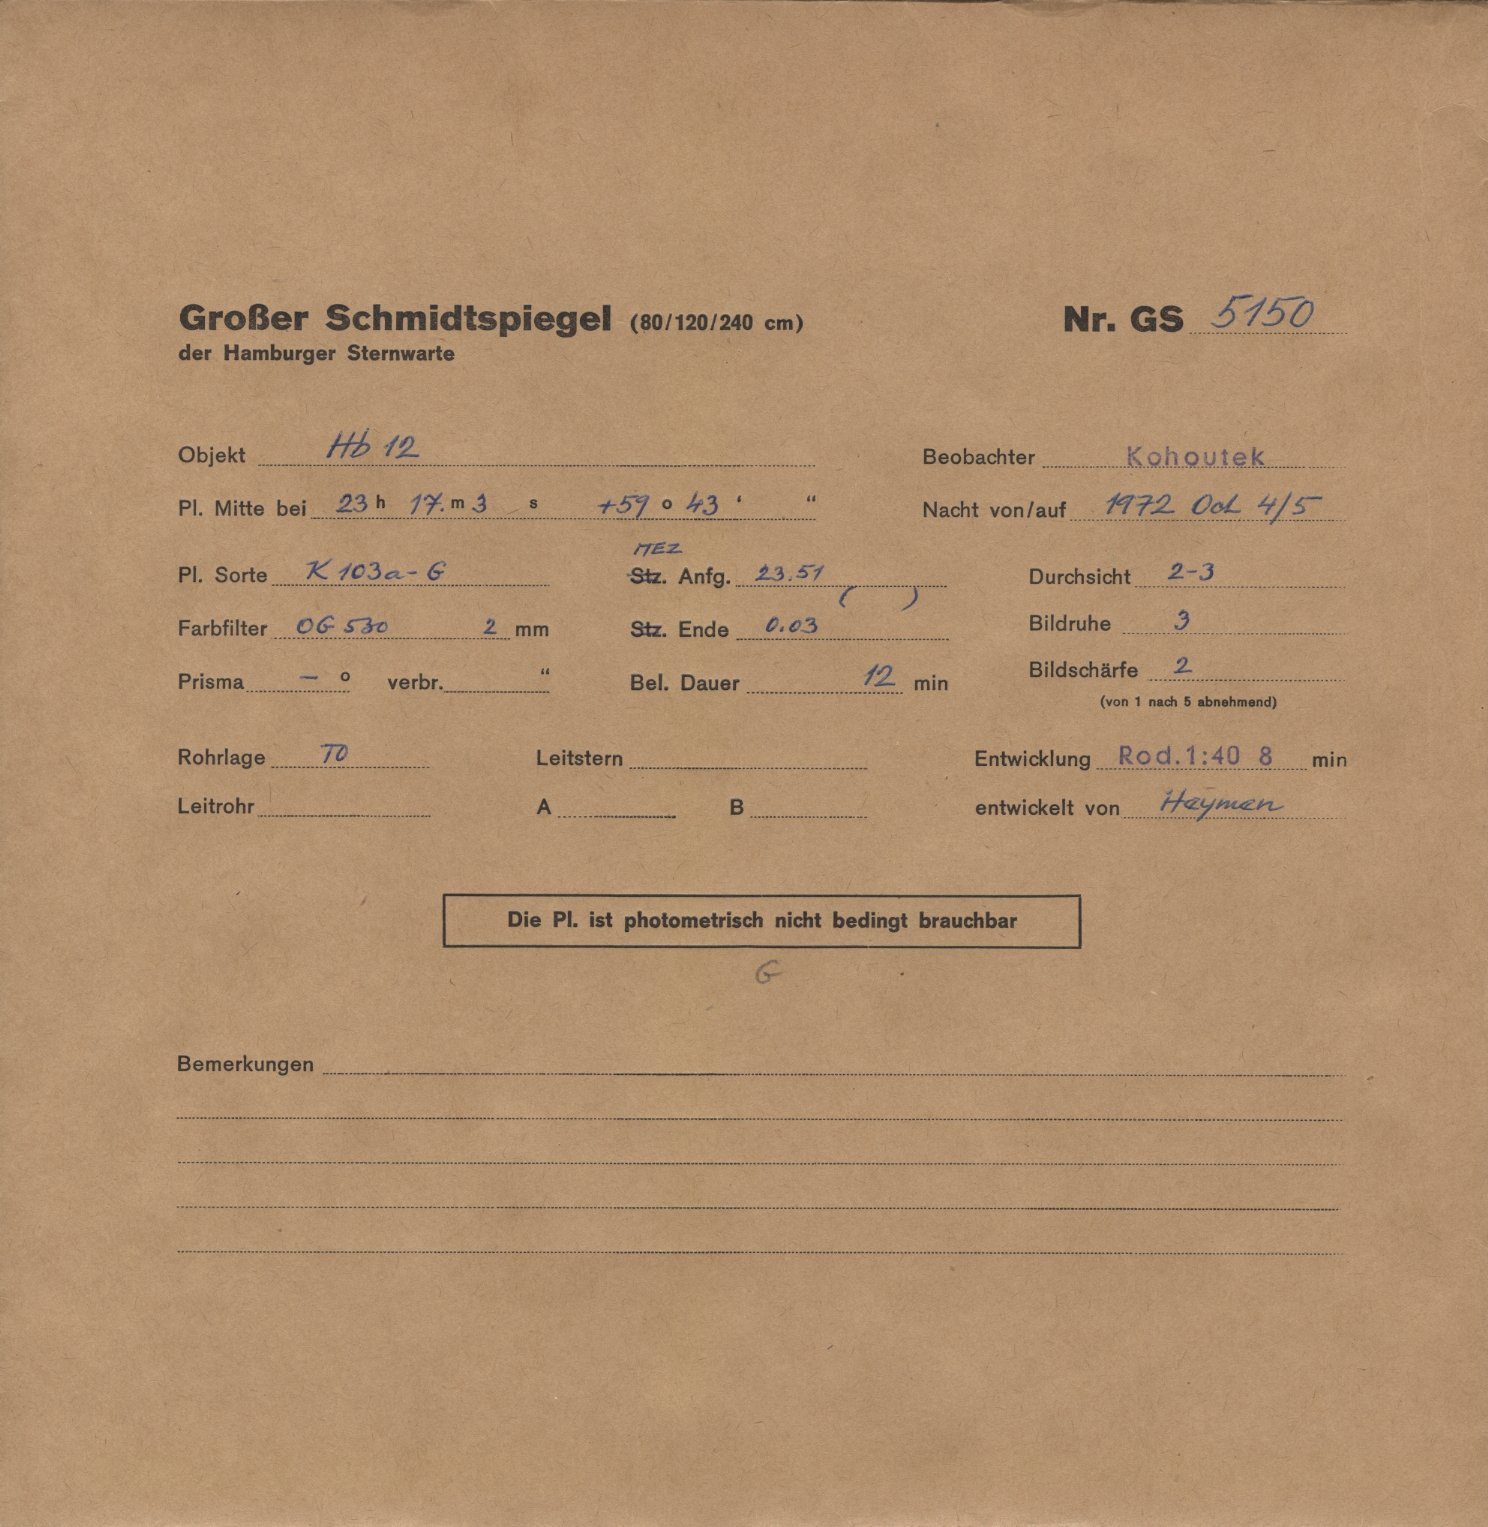 Großer Schmidtspiegel (80/120/240 cm) Nr. GS 5150
der Hamburger Sternwarte
Objekt Hb 12 Beobachter Kohoutek
Pl. Mitte bei 23 h 17. m 3 s +59 o 43 ‘ “ Nacht von/auf 1972 Oct 4/5
MEZ
Pl. Sorte K 103a-G Stz. Anfg. 23.51 Durchsicht 2-3
( )
Farbfilter OG 530 2 mm Stz. Ende 0.03 Bildruhe 3
Prisma — o verbr. “ Bel. Dauer 12 min Bildschärfe 2
(von 1 nach 5 abnehmend)
Rohrlage TO Leitstern Entwicklung Rod.1:40 8 min
Leitrohr A B entwickelt von Heymen
Die Pl. ist photometrisch nicht bedingt brauchbar
G
Bemerkungen